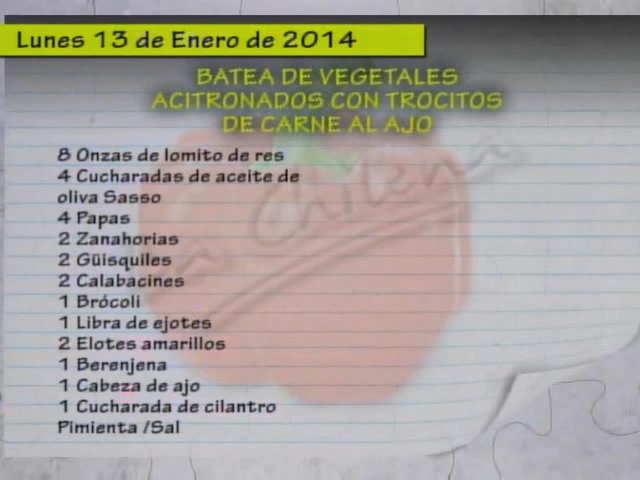 Lunes 13 de Enero de 2014
BATEA DE VEGETALES
ACITRONADOS CON TROCITOS
DE CARNE AL AJO
8 Onzas de lomito de res
4 Cucharadas de aceite de
oliva Sasso
4 Papas
2 Zanahorias
2 Güisquiles
2 Calabacines
1 Brócoli
1 Libra de ejotes
2 Elotes amarillos
1 Berenjena
1 Cabeza de ajo
1 Cucharada de cilantro
Pimienta /Sal
a Chilena